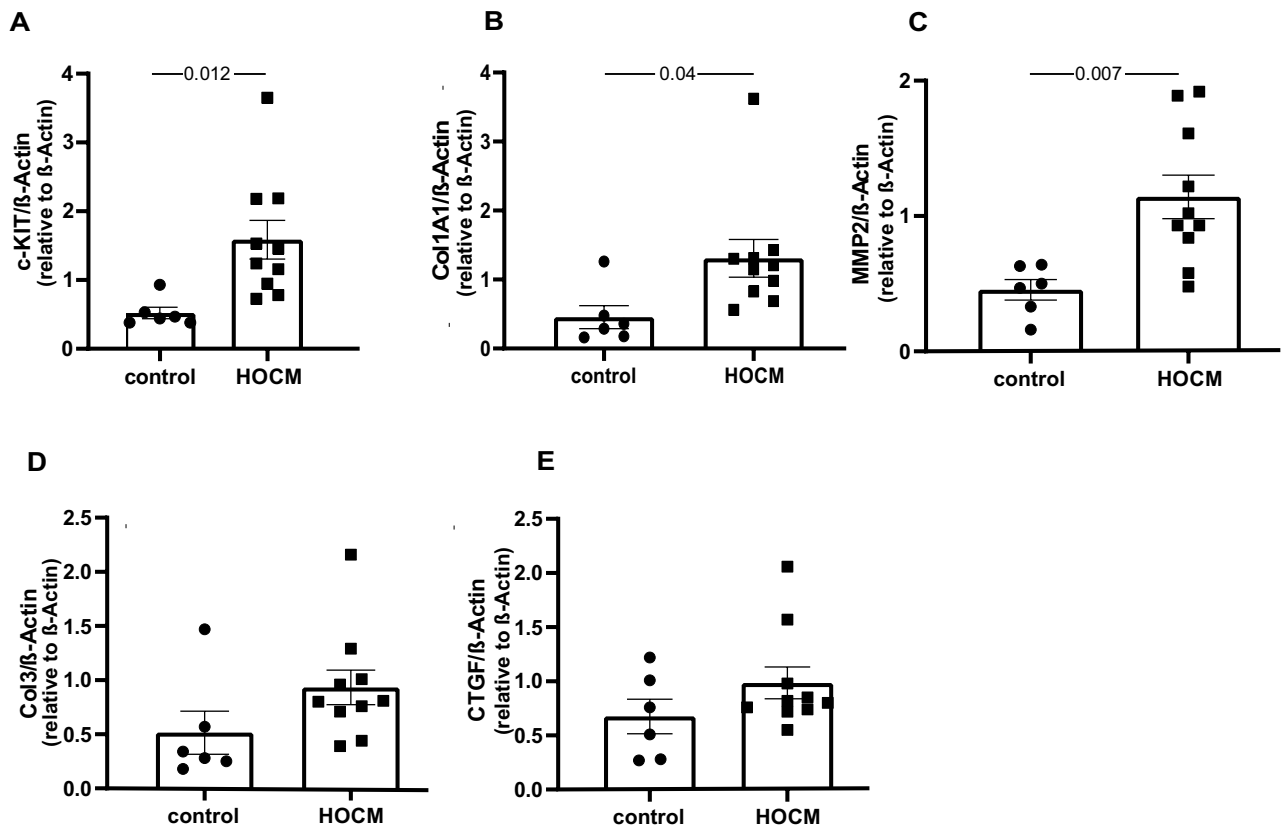 A
B
C
0.012
0.04
0.007
c-KIT/ß-Actin
(relative to ß-Actin)
4
3
2
1
0
control
HOCM
Col1A1/ß-Actin
(relative to ß-Actin)
4
3
2
1
0
control
HOCM
MMP2/ß-Actin
(relative to ß-Actin)
2
1
0
control
HOCM
D
E
Col3/ß-Actin
(relative to ß-Actin)
2.5
2.0
1.5
1.0
0.5
0.0
control
HOCM
CTGF/ß-Actin
(relative to ß-Actin)
2.5
2.0
1.5
1.0
0.5
0.0
control
HOCM